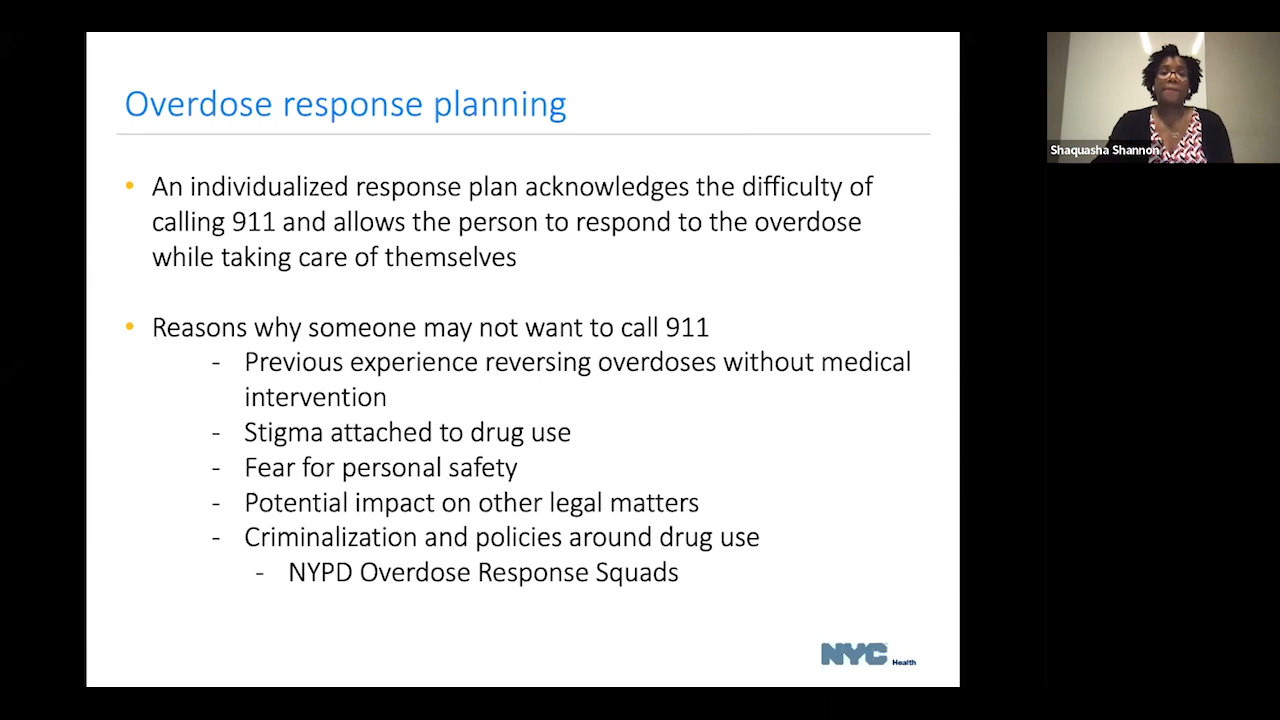 Overdose response planning
• An individualized response plan acknowledges the difficulty of
calling 911 and allows the person to respond to the overdose
while taking care of themselves
• Reasons why someone may not want to call 911
- Previous experience reversing overdoses without medical
intervention
- Stigma attached to drug use
- Fear for personal safety
- Potential impact on other legal matters
- Criminalization and policies around drug use
- NYPD Overdose Response Squads
NYC Health
Shaquasha Shannon